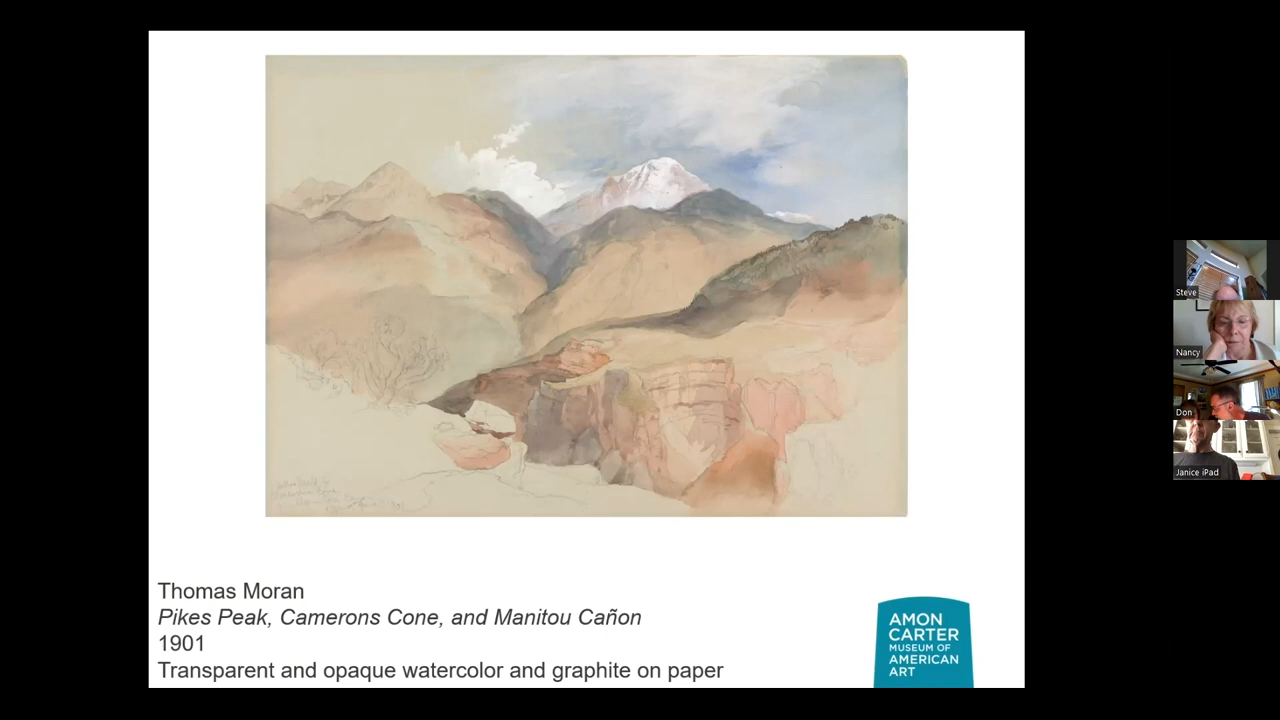 Thomas Moran
Pikes Peak, Camerons Cone, and Manitou Cañon
1901
Transparent and opaque watercolor and graphite on paper
AMON
CARTER
MUSEUM OF
AMERICAN
ART
Steve
Nancy
Don
Janice iPad